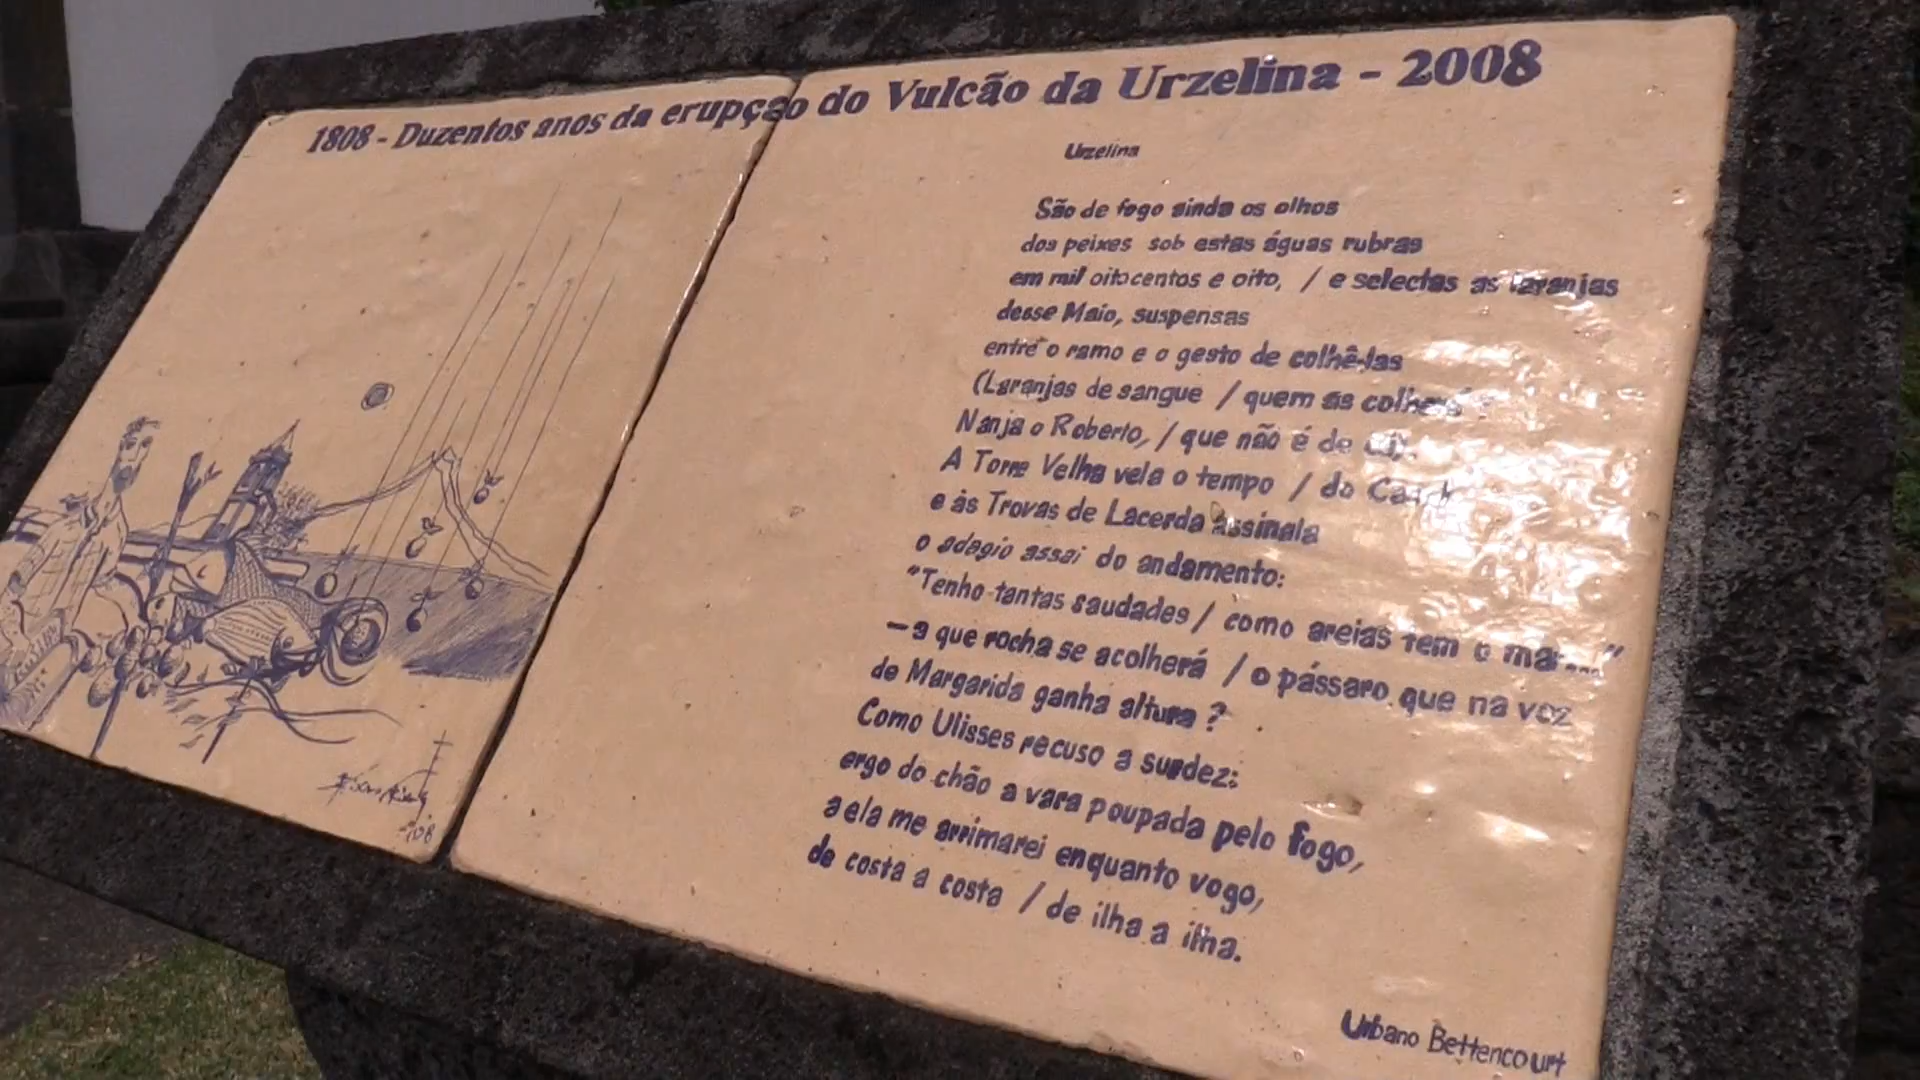 1808 - Duzentos anos da erupção do Vulcão da Urzelina - 2008
Urzelina
São de fogo ainda os olhos
dos peixes sob estas águas rubras
em mil oitocentos e oito, / e selectas as laranjas
desse Maio, suspensas
entre o ramo e o gesto de colhê-las
(Laranjas de sangue / quem as colherá ?
Nanja o Roberto, / que não é de cá).
A Torre Velha vela o tempo / do
e às Trovas de Lacerda assinala
o adagio assai do andamento:
"Tenho tantas saudades / como areias tem o mar..."
— a que rocha se acolherá / o pássaro que na voz
de Margarida ganha altura ?
Como Ulisses recuso a surdez:
ergo do chão a vara poupada pelo fogo,
a ela me arrimarei enquanto vogo,
de costa a costa / de ilha a ilha.
Urbano Bettencourt